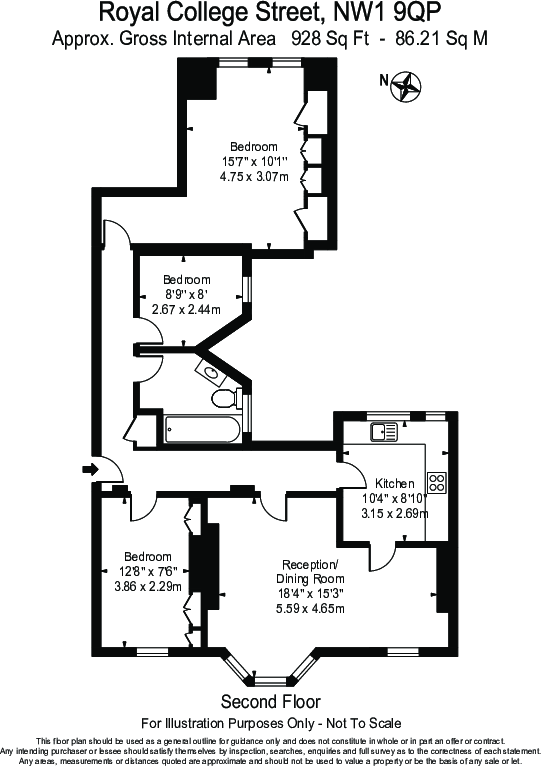 Royal College Street, NW1 9QP
Approx. Gross Internal Area 928 Sq Ft - 86.21 Sq M
N
Bedroom
15'7" x 10'1"
4.75 x 3.07m
Bedroom
8'9" x 8'
2.67 x 2.44m
Kitchen
10'4" x 8'10"
3.15 x 2.69m
Bedroom
12'8" x 7'6"
3.86 x 2.29m
Reception/
Dining Room
18'4" x 15'3"
5.59 x 4.65m
Second Floor
For Illustration Purposes Only - Not To Scale
This floor plan should be used as a general outline for guidance only and does not constitute in whole or in part an offer or contract.
Any intending purchaser or lessee should satisfy themselves by inspection, searches, enquiries and full survey as to the correctness of each statement.
Any areas, measurements or distances quoted are approximate and should not be used to value a property or be the basis of any sale or let.